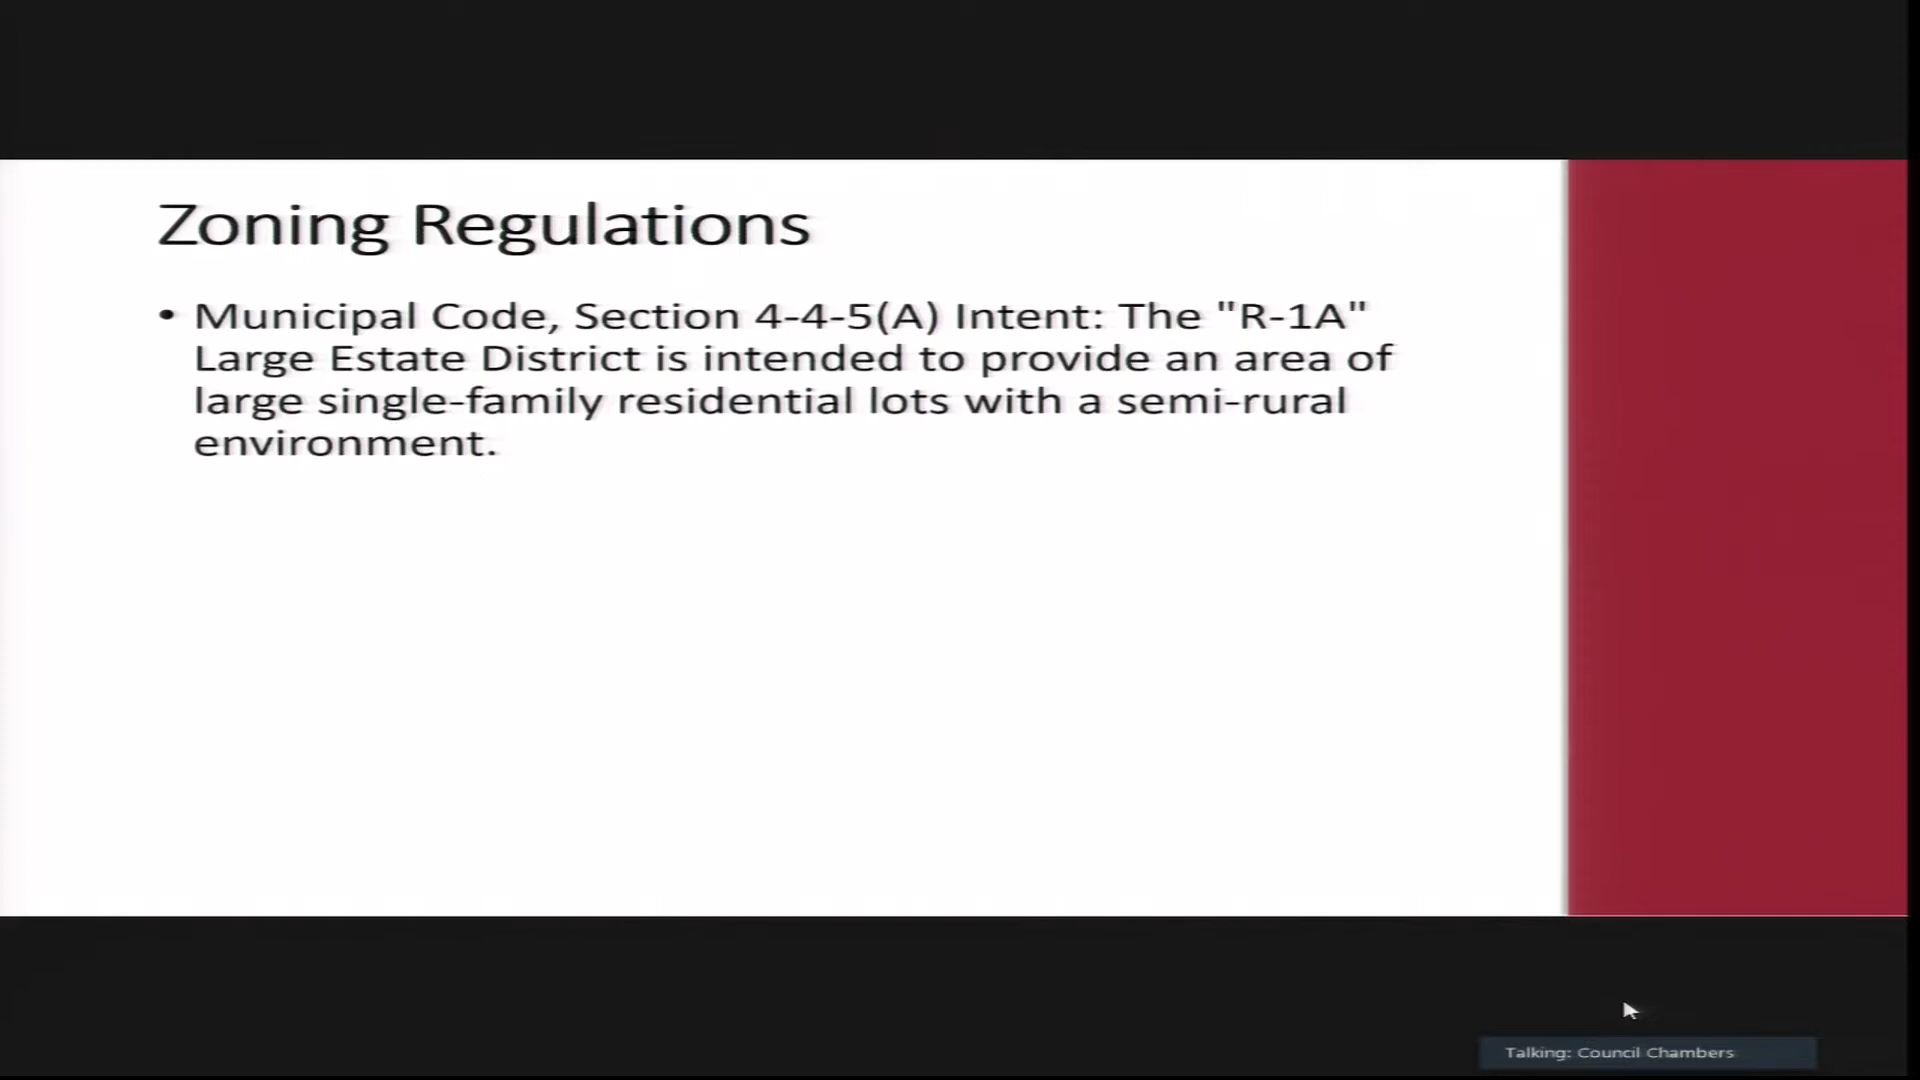 Zoning Regulations
• Municipal Code, Section 4-4-5(A) Intent: The "R-1A"
Large Estate District is intended to provide an area of
large single-family residential lots with a semi-rural
environment.
Talking: Council Chambers